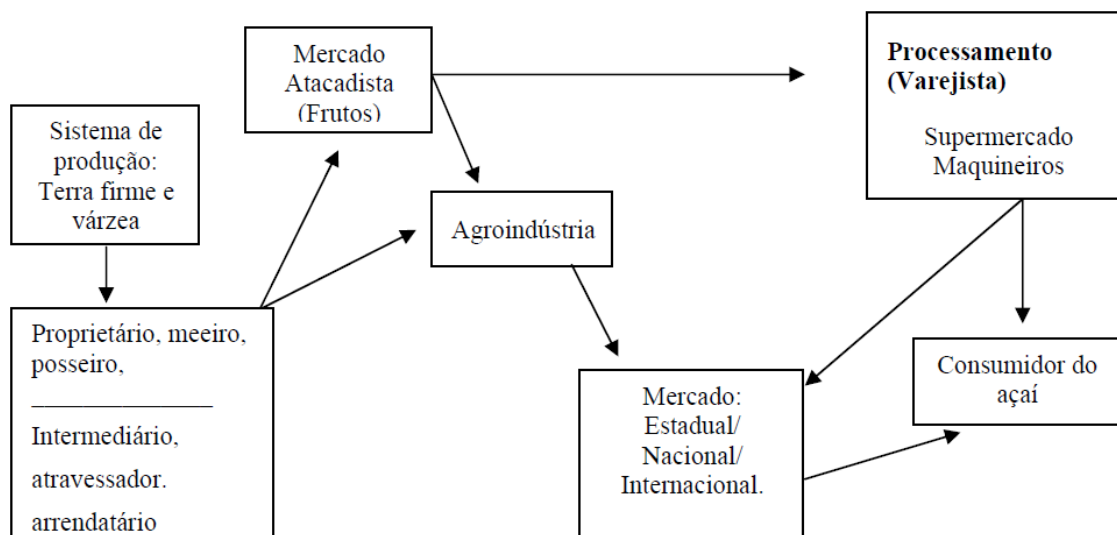 Sistema de
produção:
Terra firme e
várzea
Proprietário, meeiro,
posseiro,
______________
Intermediário,
atravessador.
arrendatário
Mercado
Atacadista
(Frutos)
Agroindústria
Processamento
(Varejista)
Supermercado
Maquineiros
Mercado:
Estadual/
Nacional/
Internacional.
Consumidor do
açaí